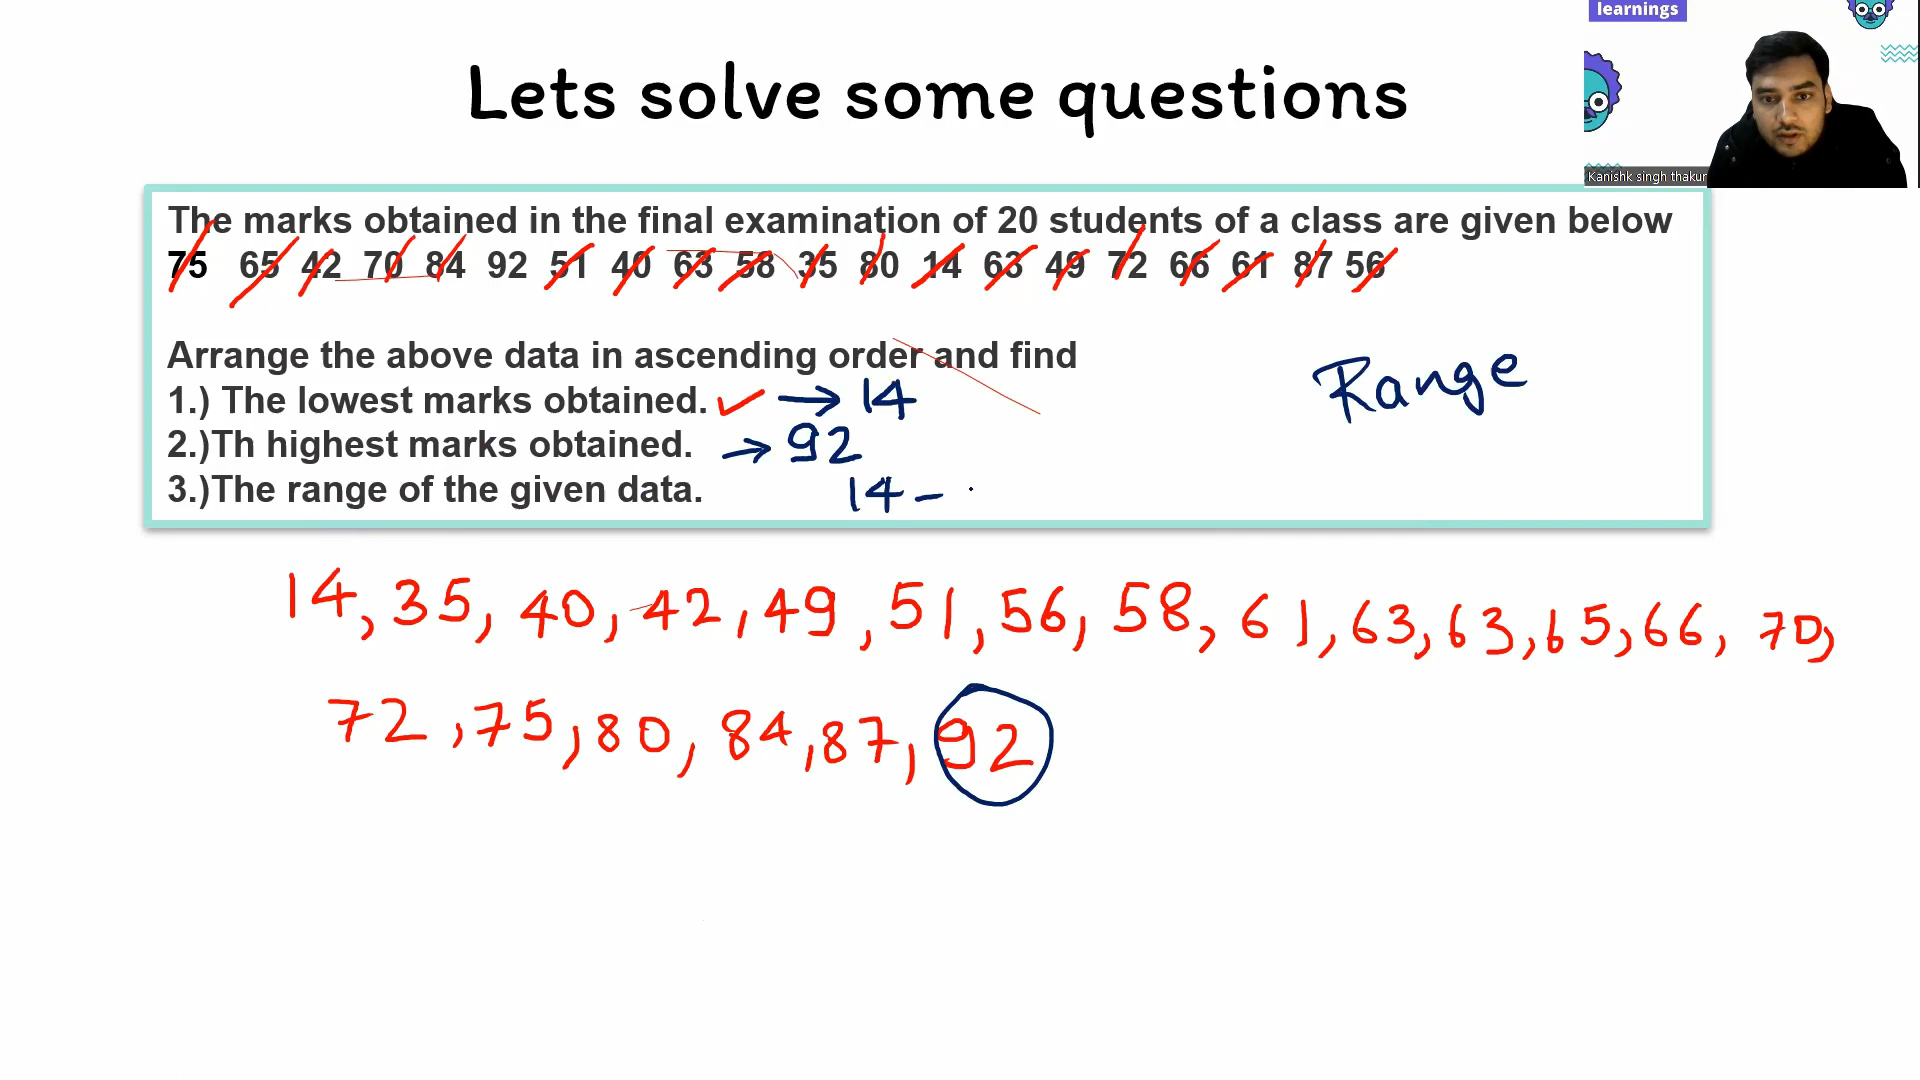 learnings
Lets solve some questions
Kanishk singh thakur
The marks obtained in the final examination of 20 students of a class are given below
75 65 42 70 84 92 51 40 63 58 35 80 14 63 49 72 66 61 87 56
Arrange the above data in ascending order and find
1.) The lowest marks obtained. → 14
2.)Th highest marks obtained. → 92
3.)The range of the given data. 14 -
Range
14, 35, 40, 42, 49, 51, 56, 58, 61, 63, 63, 65, 66, 70,
72, 75, 80, 84, 87, 92